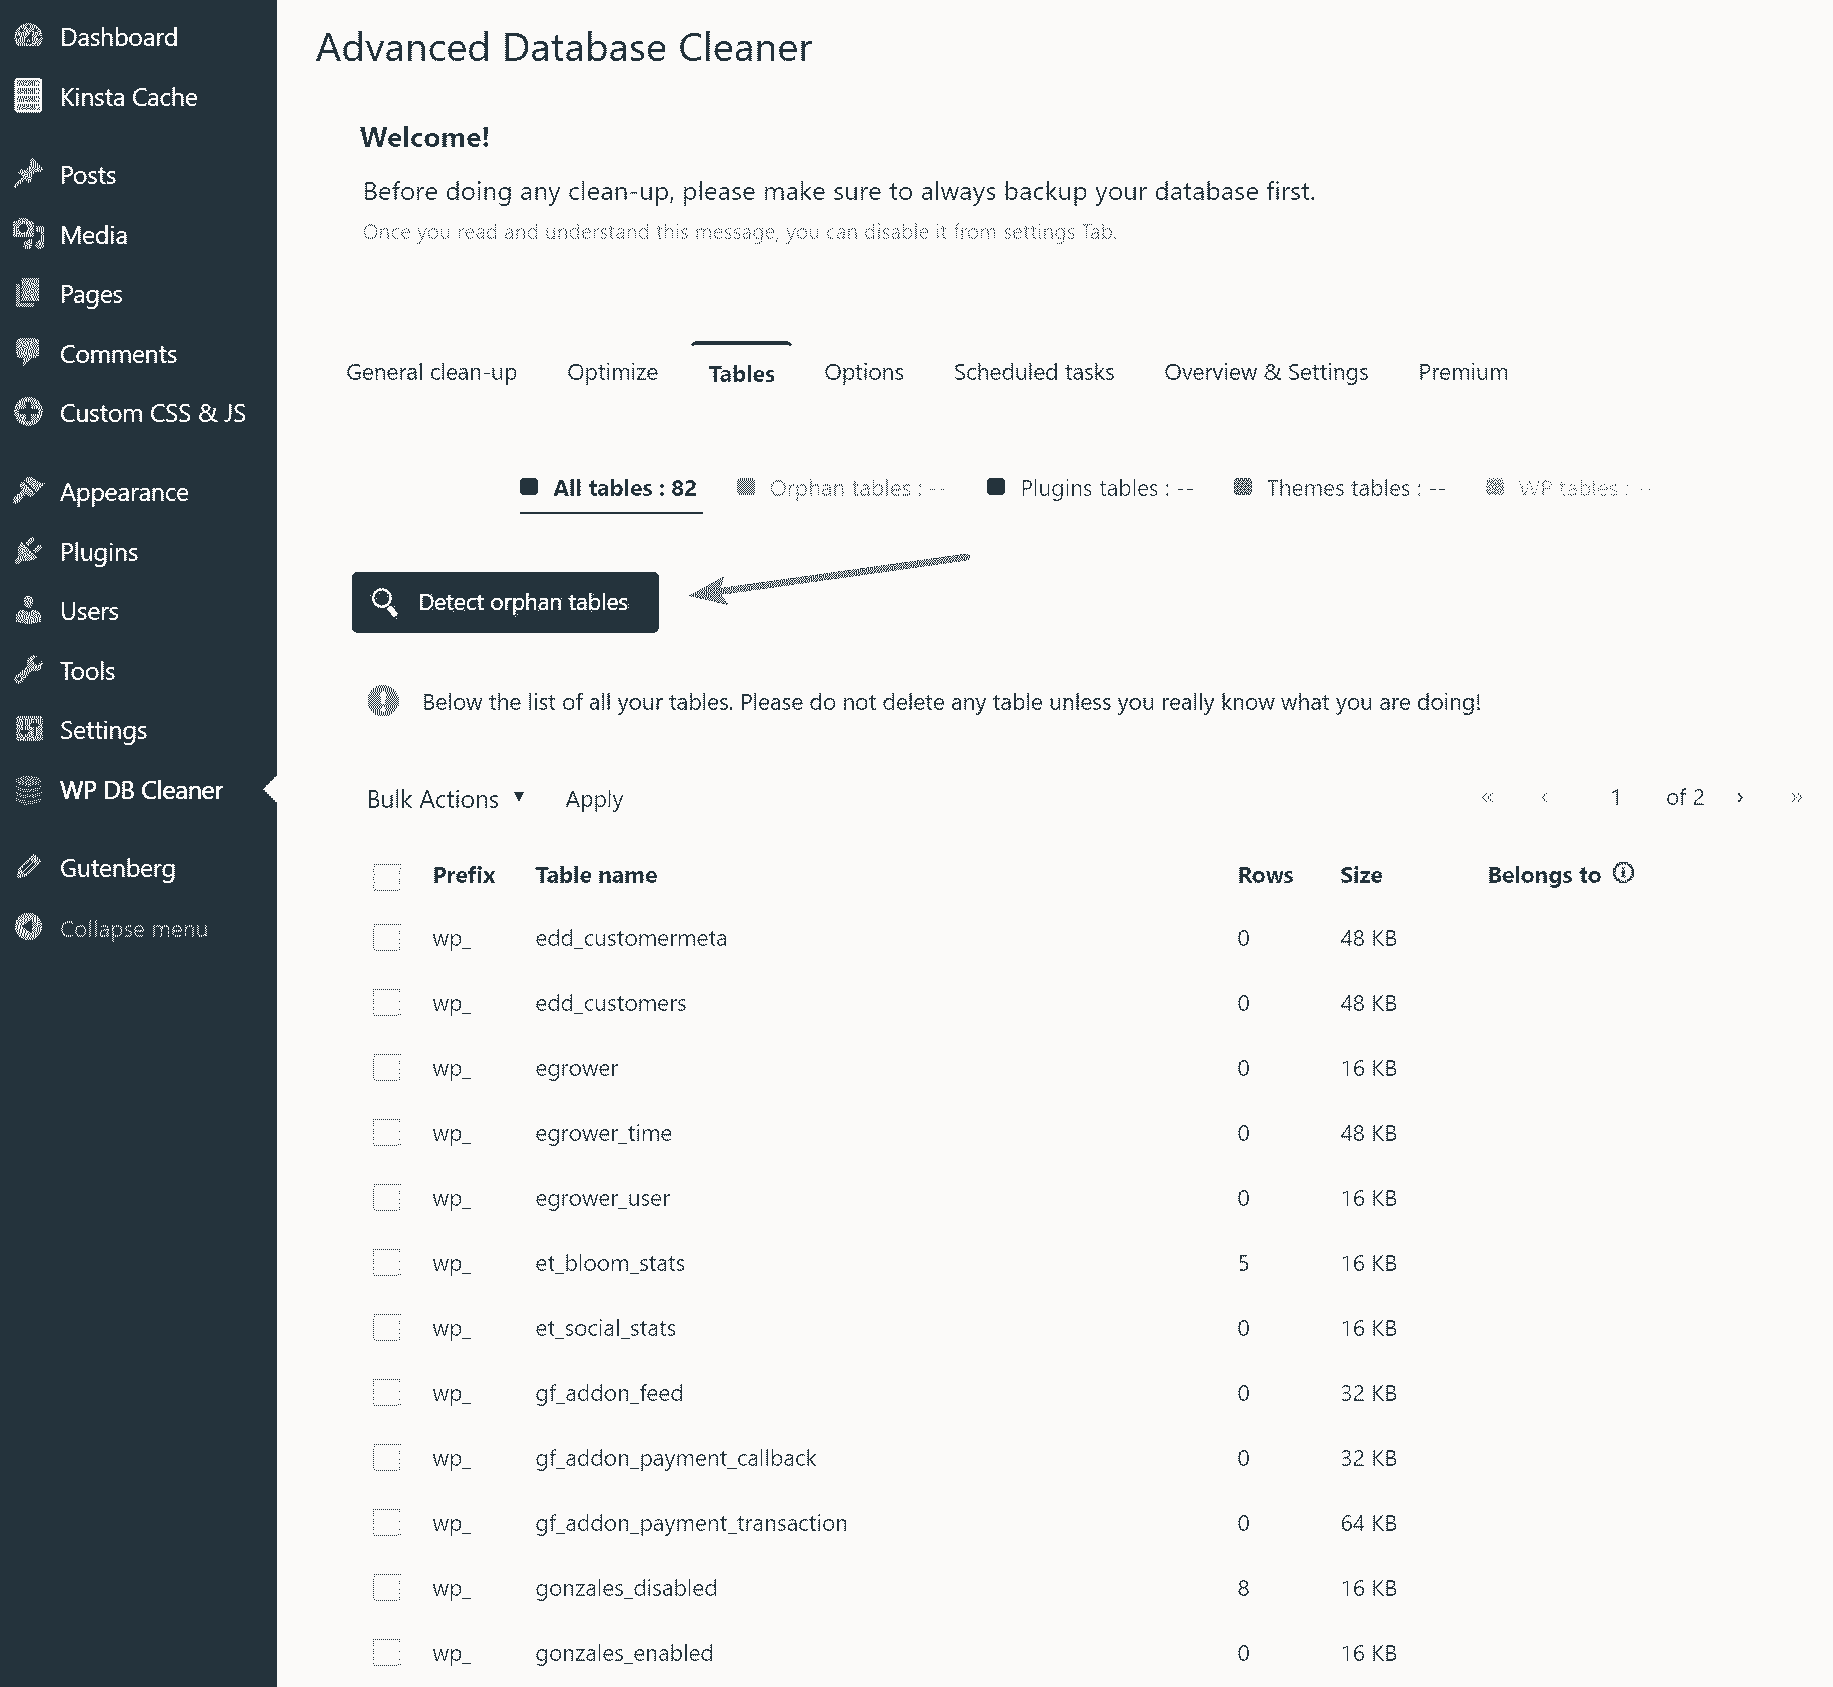 Dashboard
Kinsta Cache
Posts
Media
Pages
Comments
Custom CSS & JS
Appearance
Plugins
Users
Tools
Settings
WP DB Cleaner
Gutenberg
Collapse menu
Advanced Database Cleaner
Welcome!
Before doing any clean-up, please make sure to always backup your database first.
Once you read and understand this message, you can disable it from settings Tab.
General clean-up Optimize Tables Options Scheduled tasks Overview & Settings Premium
All tables : 82 Orphan tables : -- Plugins tables : -- Themes tables : -- WP tables : --
Detect orphan tables
Below the list of all your tables. Please do not delete any table unless you really know what you are doing!
Bulk Actions ▼ Apply « ‹ 1 of 2 › »
Prefix Table name Rows Size Belongs to
wp_ edd_customermeta 0 48 KB
wp_ edd_customers 0 48 KB
wp_ egrower 0 16 KB
wp_ egrower_time 0 48 KB
wp_ egrower_user 0 16 KB
wp_ et_bloom_stats 5 16 KB
wp_ et_social_stats 0 16 KB
wp_ gf_addon_feed 0 32 KB
wp_ gf_addon_payment_callback 0 32 KB
wp_ gf_addon_payment_transaction 0 64 KB
wp_ gonzales_disabled 8 16 KB
wp_ gonzales_enabled 0 16 KB